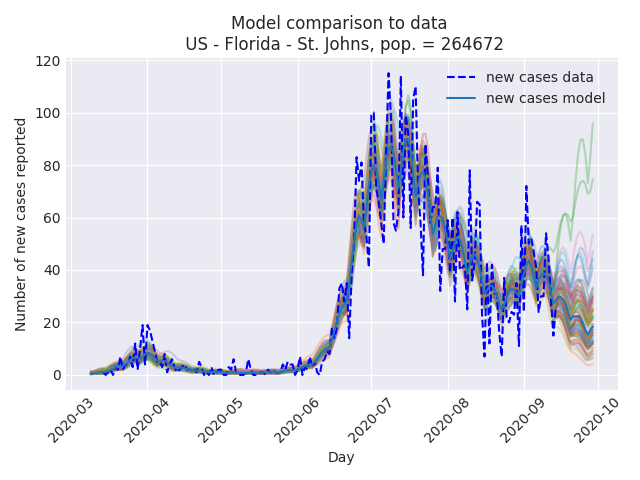 Model comparison to data
US - Florida - St. Johns, pop. = 264672
120
100
80
60
40
20
0
Number of new cases reported
new cases data
new cases model
2020-03
2020-04
2020-05
2020-06
2020-07
2020-08
2020-09
2020-10
Day